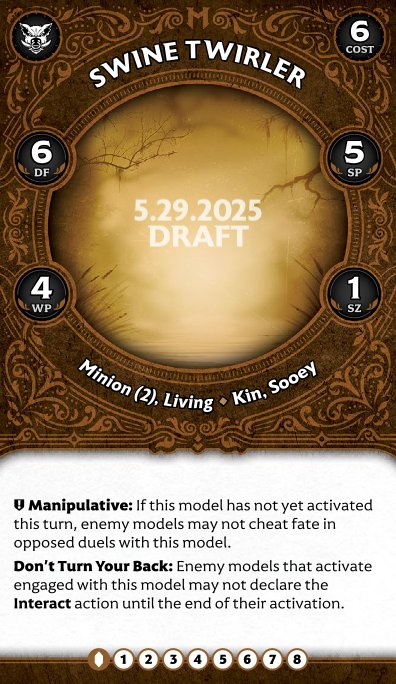 M
SWINE TWIRLER
6
COST
6
DF
5
SP
5.29.2025
DRAFT
4
WP
1
SZ
Minion (2), Living • Kin, Sooey
Manipulative: If this model has not yet activated
this turn, enemy models may not cheat fate in
opposed duels with this model.
Don't Turn Your Back: Enemy models that activate
engaged with this model may not declare the
Interact action until the end of their activation.
1 2 3 4 5 6 7 8